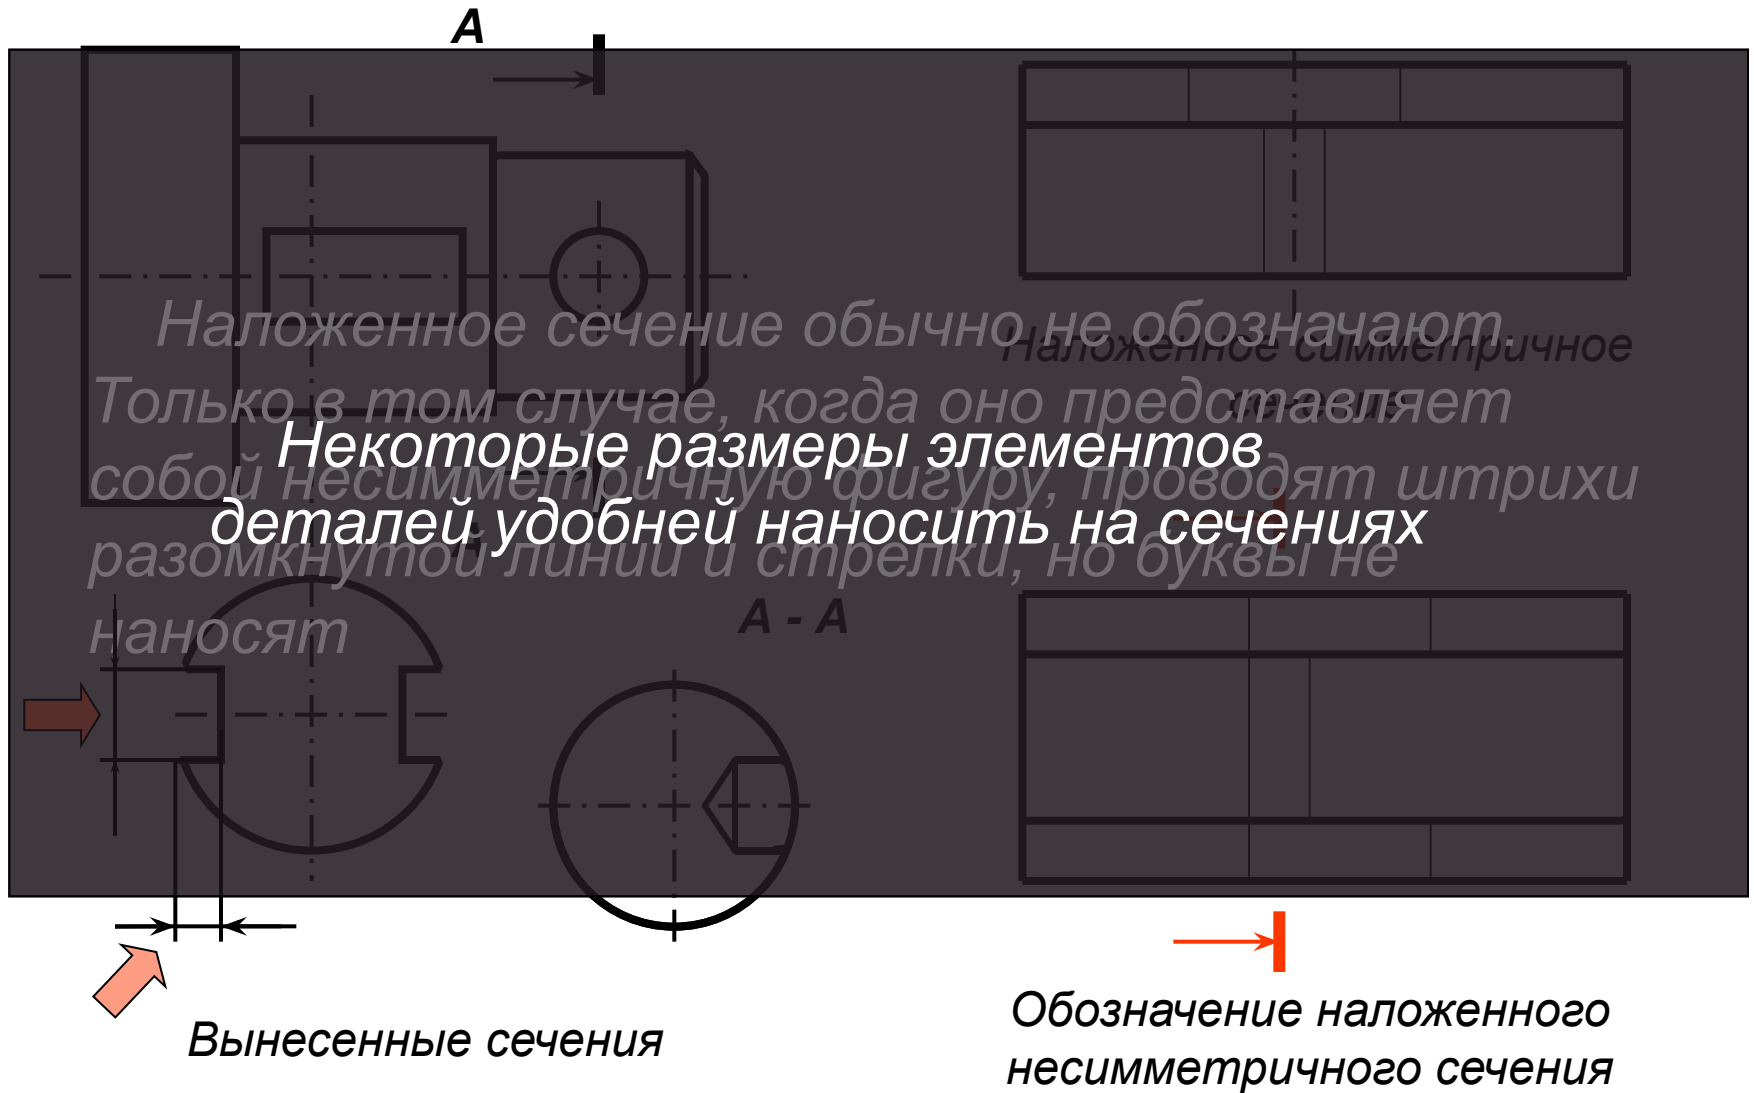 А
Наложенное сечение обычно не обозначают.
Только в том случае, когда оно представляет
собой несимметричную фигуру, проводят штрихи
разомкнутой линии и стрелки, но буквы не
наносят
Наложенное симметричное
сечение
Некоторые размеры элементов
деталей удобней наносить на сечениях
А
А - А
Вынесенные сечения
Обозначение наложенного
несимметричного сечения